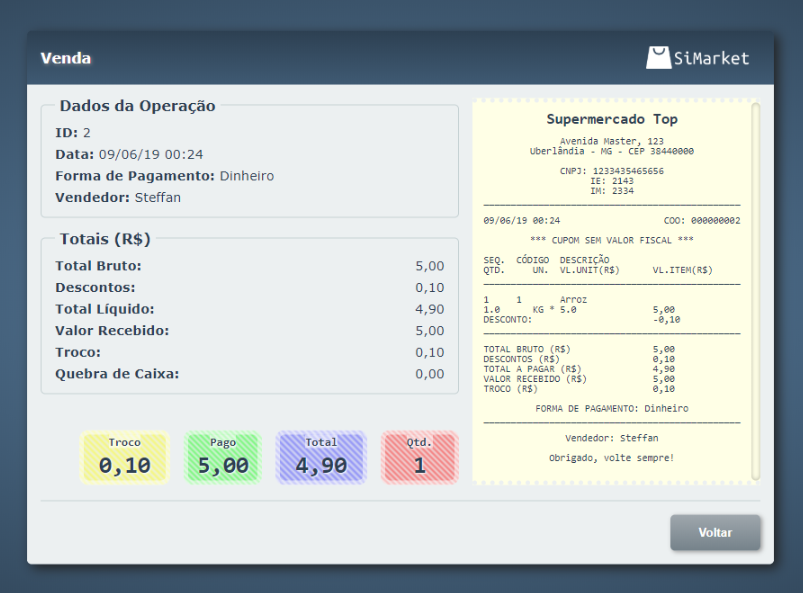 Venda
SiMarket
Dados da Operação
ID: 2
Data: 09/06/19 00:24
Forma de Pagamento: Dinheiro
Vendedor: Steffan
Totais (R$)
Total Bruto: 5,00
Descontos: 0,10
Total Líquido: 4,90
Valor Recebido: 5,00
Troco: 0,10
Quebra de Caixa: 0,00
Troco
0,10
Pago
5,00
Total
4,90
Qtd.
1
Supermercado Top
Avenida Master, 123
Uberlândia - MG - CEP 38440000
CNPJ: 1233435465656
IE: 2143
IM: 2334
09/06/19 00:24 COO: 000000002
*** CUPOM SEM VALOR FISCAL ***
SEQ. CÓDIGO DESCRIÇÃO
QTD. UN. VL.UNIT(R$) VL.ITEM(R$)
1 1 Arroz
1.0 KG * 5.0 5,00
DESCONTO: -0,10
TOTAL BRUTO (R$) 5,00
DESCONTOS (R$) 0,10
TOTAL A PAGAR (R$) 4,90
VALOR RECEBIDO (R$) 5,00
TROCO (R$) 0,10
FORMA DE PAGAMENTO: Dinheiro
Vendedor: Steffan
Obrigado, volte sempre!
Voltar